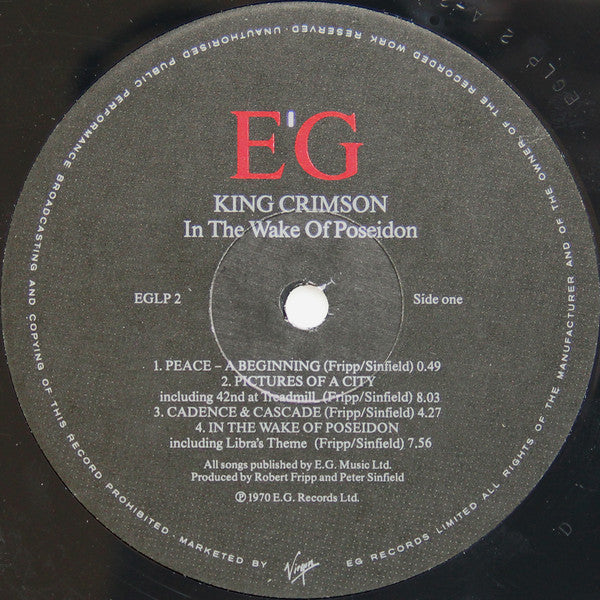 E'G
KING CRIMSON
In The Wake Of Poseidon
EGLP 2
Side one
1. PEACE – A BEGINNING (Fripp/Sinfield) 0.49
2. PICTURES OF A CITY
including 42nd at Treadmill (Fripp/Sinfield) 8.03
3. CADENCE & CASCADE (Fripp/Sinfield) 4.27
4. IN THE WAKE OF POSEIDON
including Libra's Theme (Fripp/Sinfield) 7.56
All songs published by E.G. Music Ltd.
Produced by Robert Fripp and Peter Sinfield
℗ 1970 E.G. Records Ltd.
· MARKETED BY Virgin EG RECORDS LIMITED ALL RIGHTS OF THE MANUFACTURER AND OF THE OWNER OF THE RECORDED WORK RESERVED · UNAUTHORISED PUBLIC PERFORMANCE BROADCASTING AND COPYING OF THIS RECORD PROHIBITED
EGLP 2 A-
D